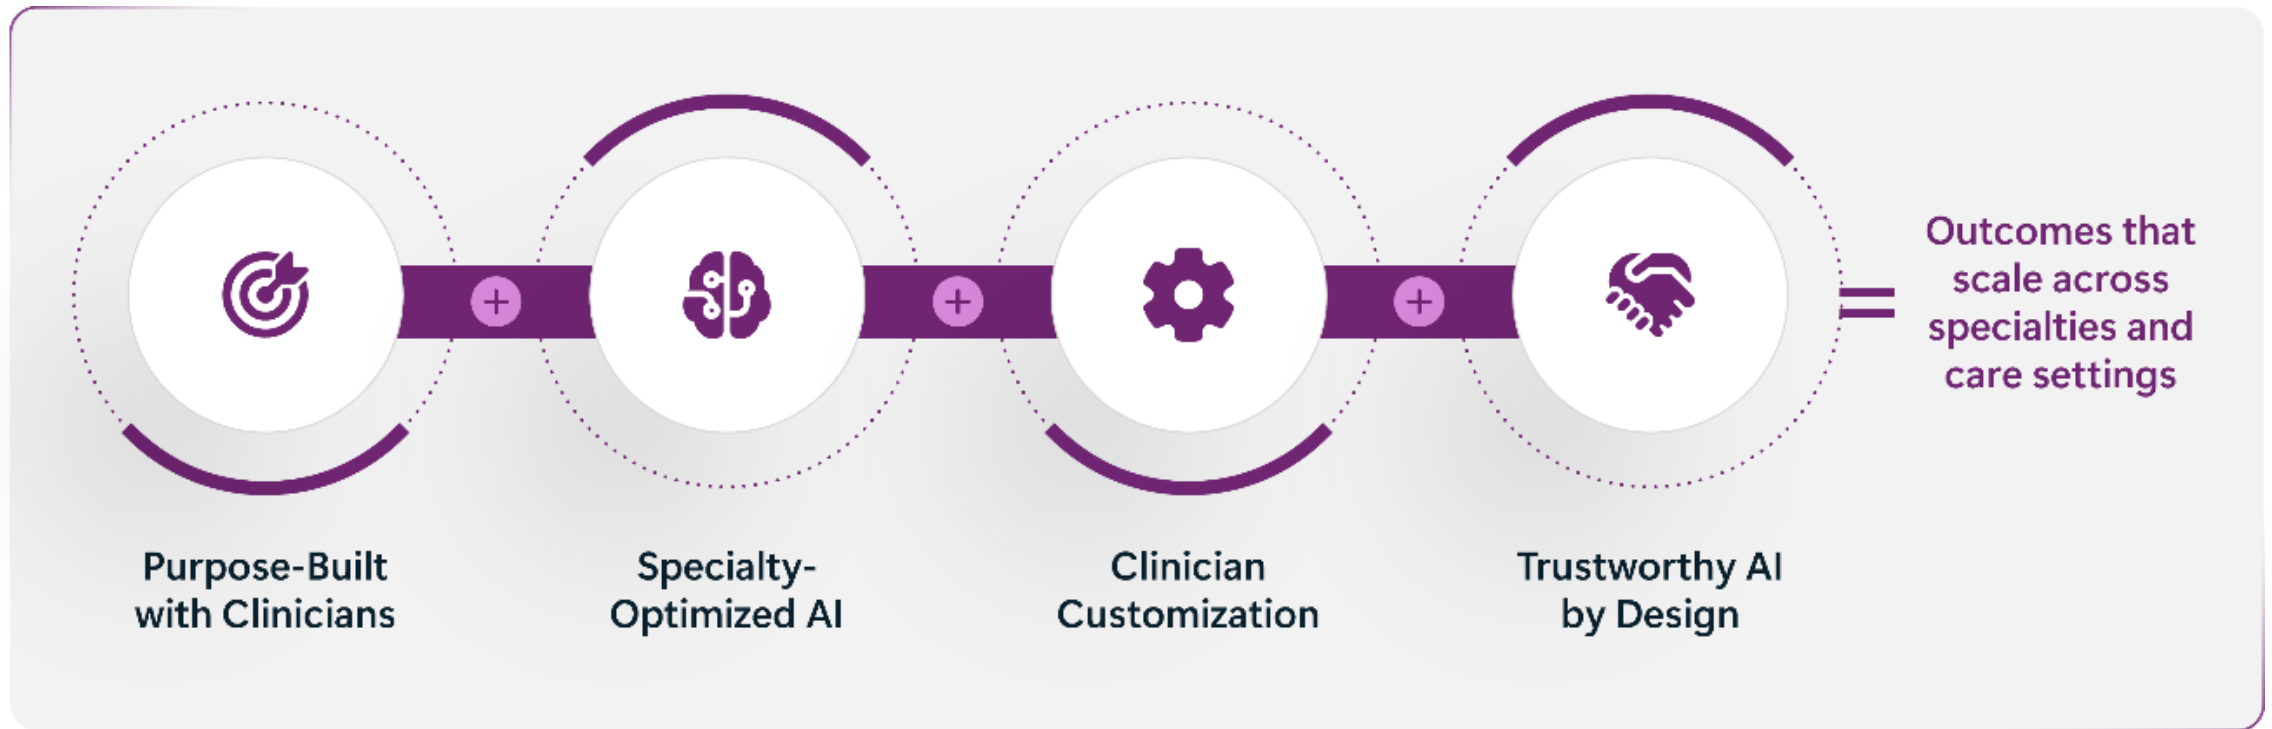 Purpose-Built
with Clinicians
+
Specialty-
Optimized AI
+
Clinician
Customization
+
Trustworthy AI
by Design
=
Outcomes that
scale across
specialties and
care settings